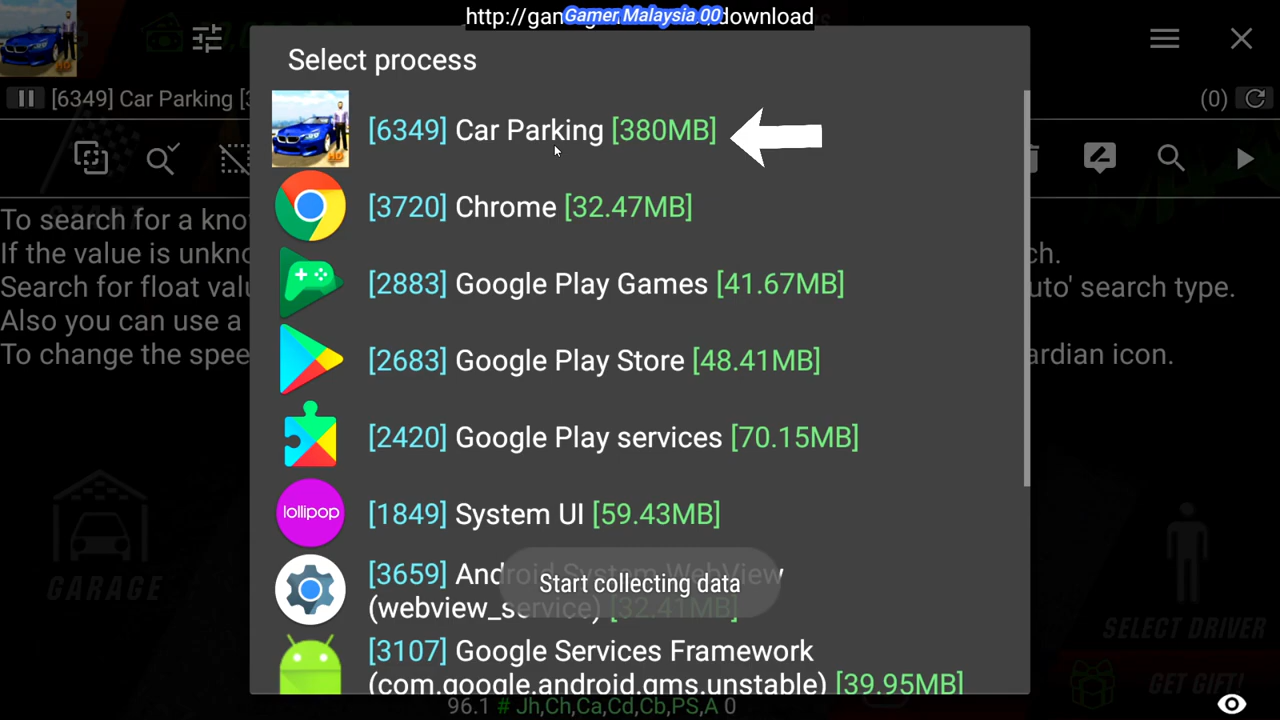 http://gan Gamer Malaysia 00 download
Select process
[6349] Car Parking [3
(0)
[6349] Car Parking [380MB]
[3720] Chrome [32.47MB]
To search for a kno
If the value is unkno
ch.
[2883] Google Play Games [41.67MB]
Search for float valu
uto' search type.
Also you can use a
[2683] Google Play Store [48.41MB]
To change the spee
ardian icon.
[2420] Google Play services [70.15MB]
lollipop
[1849] System UI [59.43MB]
[3659] Android System WebView
(webview_service) [32.41MB]
Start collecting data
GARAGE
SELECT DRIVER
[3107] Google Services Framework
(com.google.android.gms.unstable) [39.95MB]
GET GIFT!
96.1 # Jh,Ch,Ca,Cd,Cb,PS,A 0